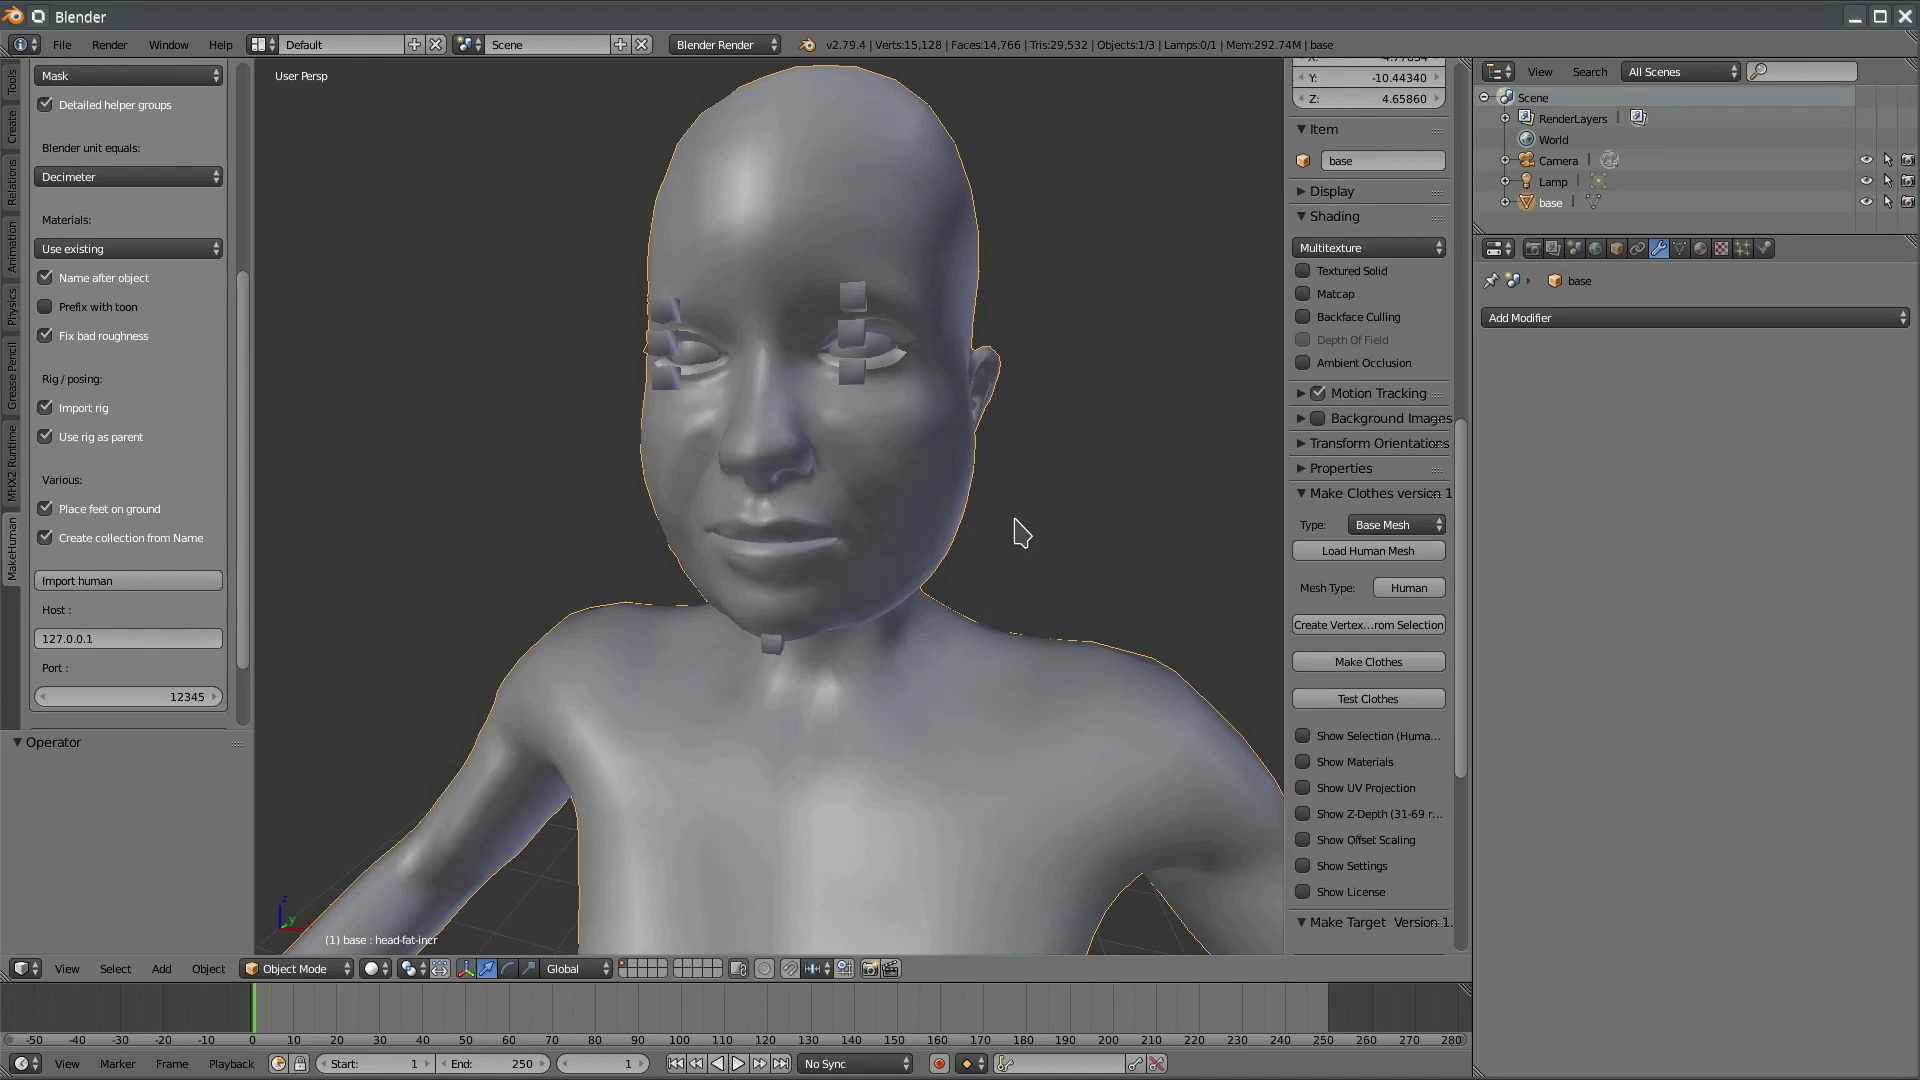 Blender
File Render Window Help Default Scene Blender Render v2.79.4 | Verts:15,128 | Faces:14,766 | Tris:29,532 | Objects:1/3 | Lamps:0/1 | Mem:292.74M | base
Tools
Create
Relations
Animation
Physics
Grease Pencil
MHX2 Runtime
MakeHuman
Mask
Detailed helper groups
Blender unit equals:
Decimeter
Materials:
Use existing
Name after object
Prefix with toon
Fix bad roughness
Rig / posing:
Import rig
Use rig as parent
Various:
Place feet on ground
Create collection from Name
Import human
Host :
127.0.0.1
Port :
12345
Operator
User Persp
z
y
(1) base : head-fat-incr
Y: -10.44340
Z: 4.65860
Item
base
Display
Shading
Multitexture
Textured Solid
Matcap
Backface Culling
Depth Of Field
Ambient Occlusion
Motion Tracking
Background Images
Transform Orientations
Properties
Make Clothes version 1
Type: Base Mesh
Load Human Mesh
Mesh Type: Human
Create Vertex...rom Selection
Make Clothes
Test Clothes
Show Selection (Huma...
Show Materials
Show UV Projection
Show Z-Depth (31-69 r...
Show Offset Scaling
Show Settings
Show License
Make Target Version 1.
View Search All Scenes
Scene
RenderLayers
World
Camera
Lamp
base
base
Add Modifier
View Select Add Object Object Mode Global
-50 -40 -30 -20 -10 0 10 20 30 40 50 60 70 80 90 100 110 120 130 140 150 160 170 180 190 200 210 220 230 240 250 260 270 280
View Marker Frame Playback Start: 1 End: 250 1 No Sync